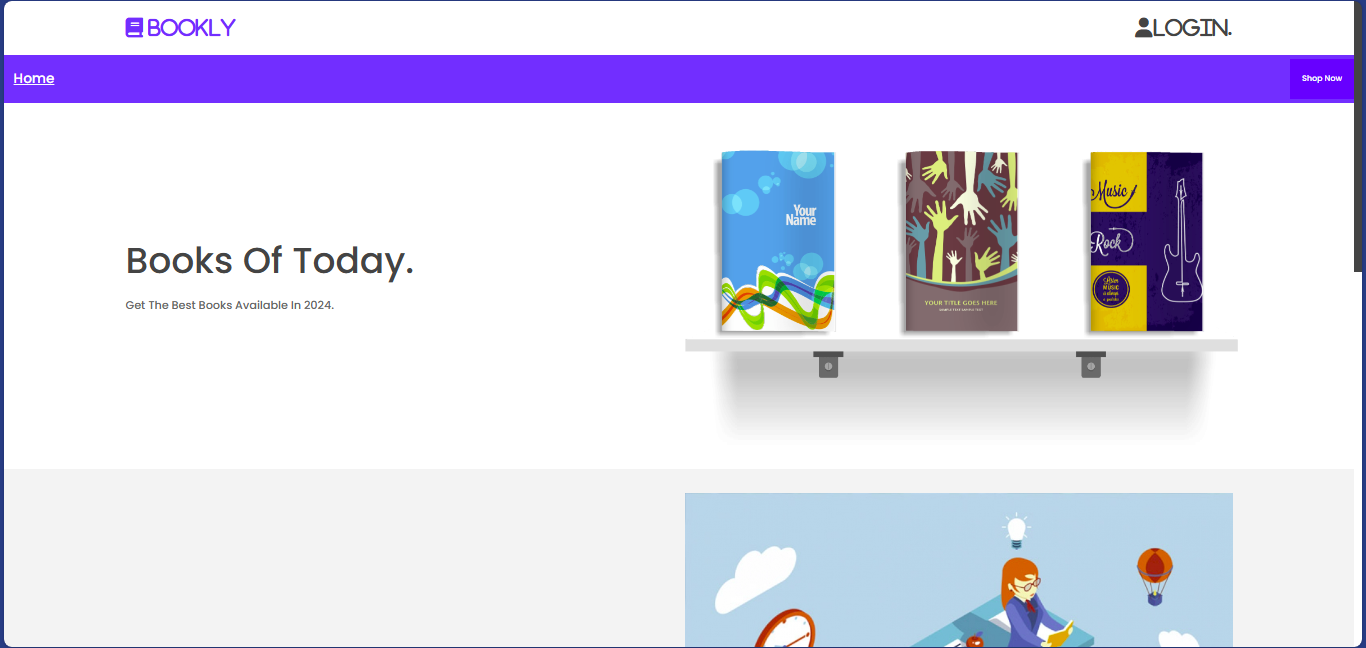 BOOKLY
LOGIN.
Home
Shop Now
Books Of Today.
Get The Best Books Available In 2024.
Your
Name
YOUR TITLE GOES HERE
Music
Rock
MUSIC